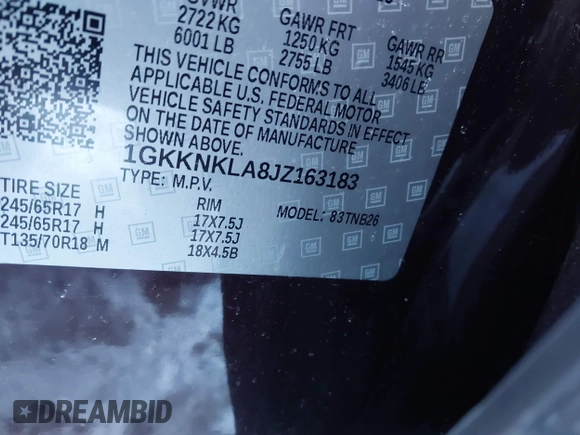 GVWR
2722 KG
6001 LB
GAWR FRT
1250 KG
2755 LB
GAWR RR
1545 KG
3406 LB
THIS VEHICLE CONFORMS TO ALL
APPLICABLE U.S. FEDERAL MOTOR
VEHICLE SAFETY STANDARDS IN EFFECT
ON THE DATE OF MANUFACTURE
SHOWN ABOVE.
1GKKNKLA8JZ163183
TYPE: M.P.V.
MODEL: 83TNB26
TIRE SIZE RIM
245/65R17 H 17X7.5J
245/65R17 H 17X7.5J
T135/70R18 M 18X4.5B
GM
DREAMBID